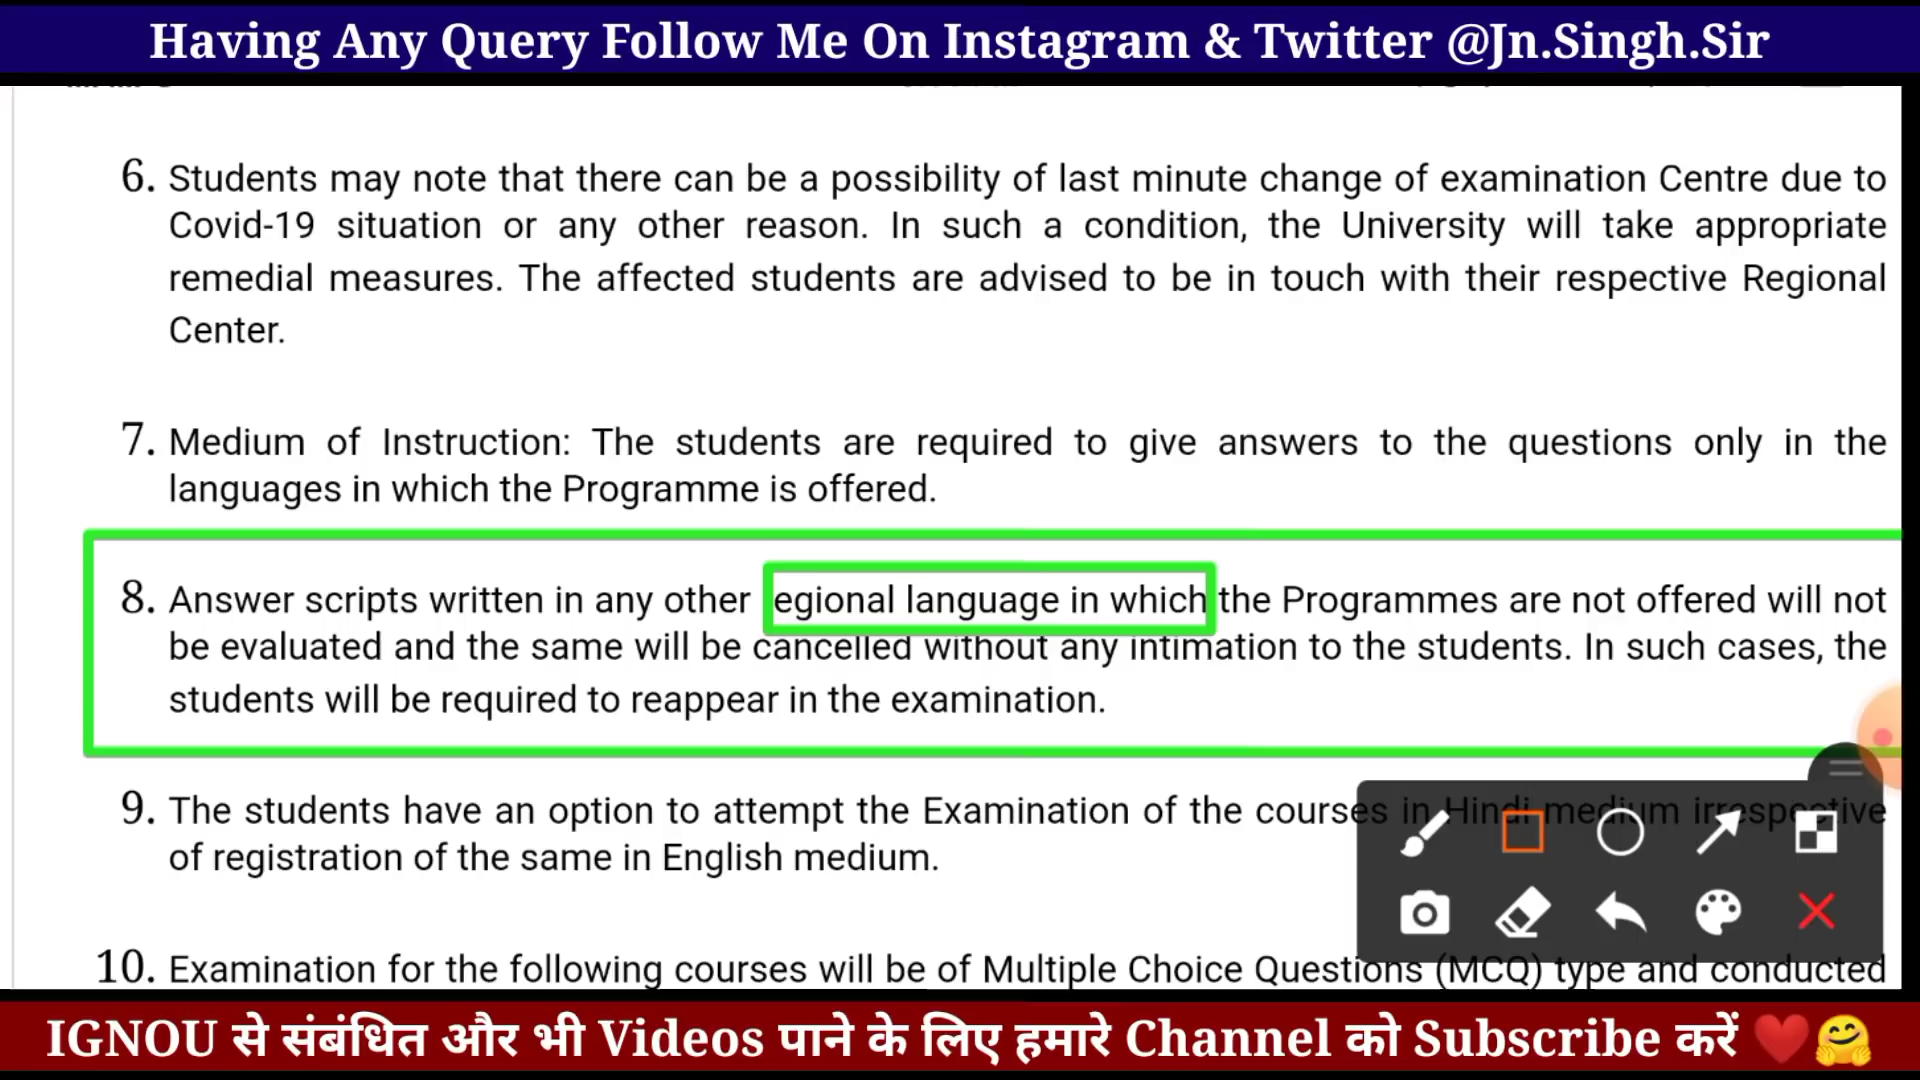 Having Any Query Follow Me On Instagram & Twitter @Jn.Singh.Sir
6. Students may note that there can be a possibility of last minute change of examination Centre due to
Covid-19 situation or any other reason. In such a condition, the University will take appropriate
remedial measures. The affected students are advised to be in touch with their respective Regional
Center.
7. Medium of Instruction: The students are required to give answers to the questions only in the
languages in which the Programme is offered.
8. Answer scripts written in any other egional language in which the Programmes are not offered will not
be evaluated and the same will be cancelled without any intimation to the students. In such cases, the
students will be required to reappear in the examination.
9. The students have an option to attempt the Examination of the courses in Hindi medium irrespective
of registration of the same in English medium.
10. Examination for the following courses will be of Multiple Choice Questions (MCQ) type and conducted
IGNOU से संबंधित और भी Videos पाने के लिए हमारे Channel को Subscribe करें ❤️🤗